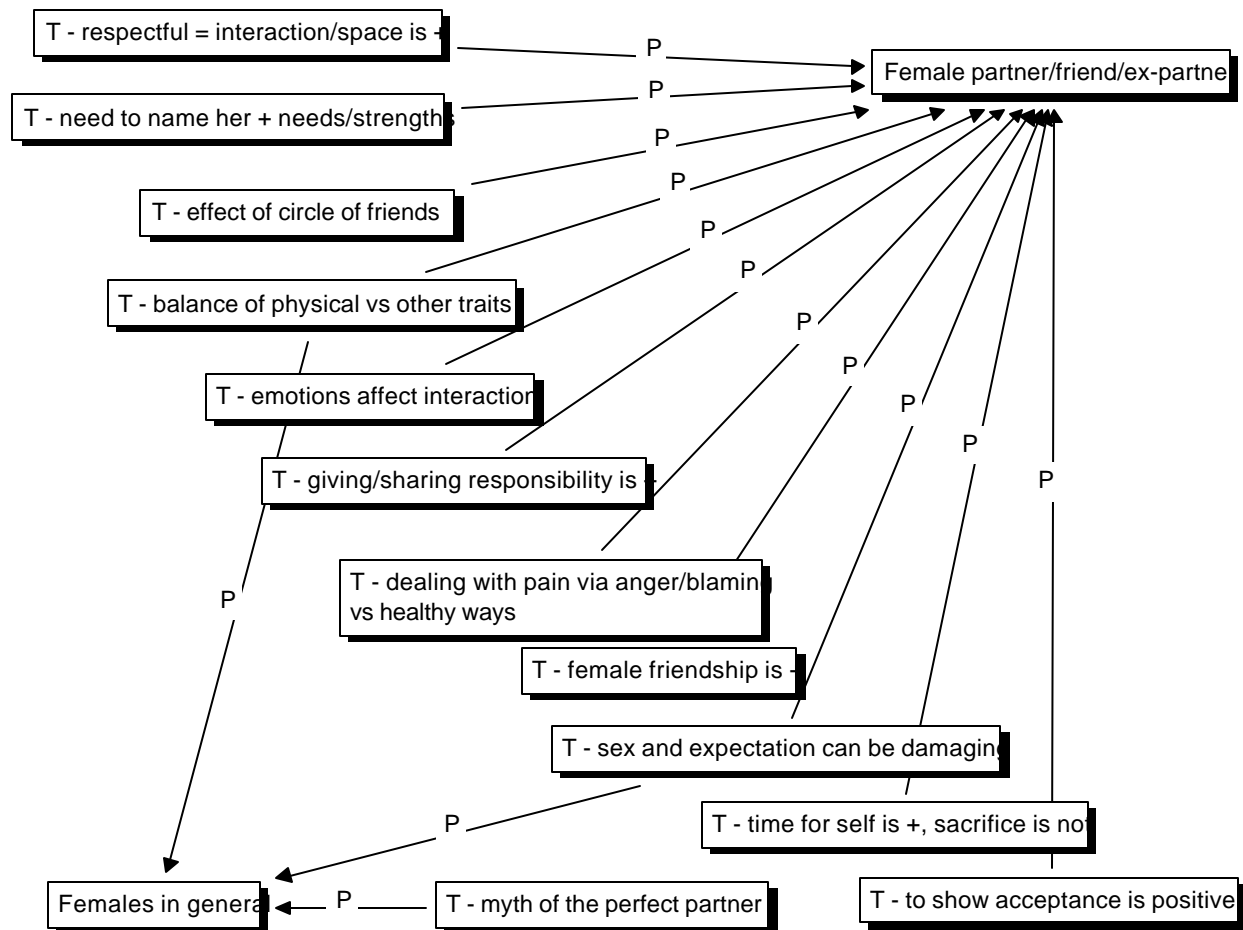 T - respectful = interaction/space is +
P
Female partner/friend/ex-partne
P
T - need to name her + needs/strengths
P
T - effect of circle of friends
P
P
T - balance of physical vs other traits
P
P
T - emotions affect interaction
P
P
T - giving/sharing responsibility is +
P
P
T - dealing with pain via anger/blaming
vs healthy ways
P
T - female friendship is
T - sex and expectation can be damaging
P
T - time for self is +, sacrifice is not
Females in general
P
T - myth of the perfect partner
T - to show acceptance is positive